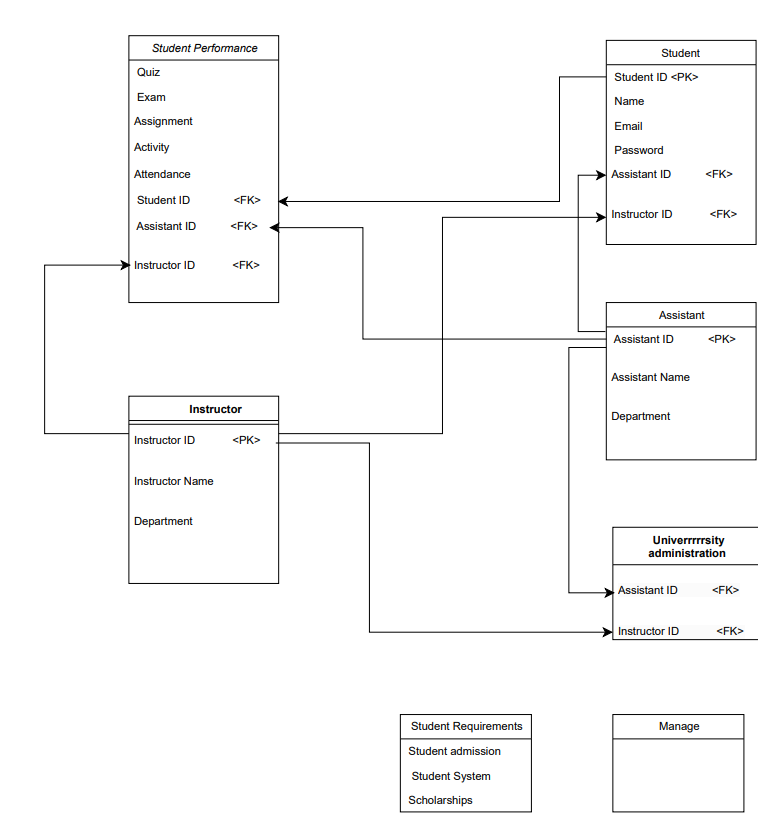 Student Performance
Quiz
Exam
Assignment
Activity
Attendance
Student ID <FK>
Assistant ID <FK>
Instructor ID <FK>
Student
Student ID <PK>
Name
Email
Password
Assistant ID <FK>
Instructor ID <FK>
Assistant
Assistant ID <PK>
Assistant Name
Department
Instructor
Instructor ID <PK>
Instructor Name
Department
Univerrrrrsity
administration
Assistant ID <FK>
Instructor ID <FK>
Student Requirements
Student admission
Student System
Scholarships
Manage